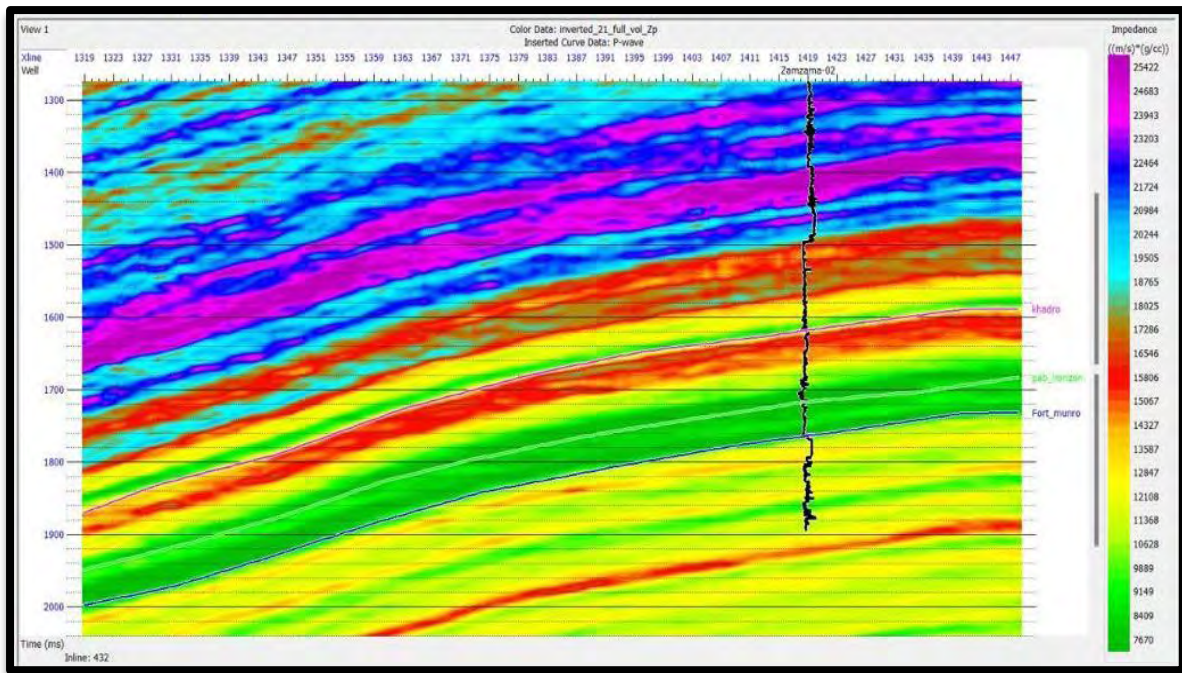 View 1
Color Data: inverted_21_full_vol_Zp
Inserted Curve Data: P-wave
Impedance
((m/s)*(g/cc))
Xline 1319 1323 1327 1331 1335 1339 1343 1347 1351 1355 1359 1363 1367 1371 1375 1379 1383 1387 1391 1395 1399 1403 1407 1411 1415 1419 1423 1427 1431 1435 1439 1443 1447
Well
Zamzama-02
1300
1400
1500
1600
1700
1800
1900
2000
khadro
pab_horizon
Fort_munro
25422
24683
23943
23203
22464
21724
20984
20244
19505
18765
18025
17286
16546
15806
15067
14327
13587
12847
12108
11368
10628
9889
9149
8409
7670
Time (ms)
Inline: 432